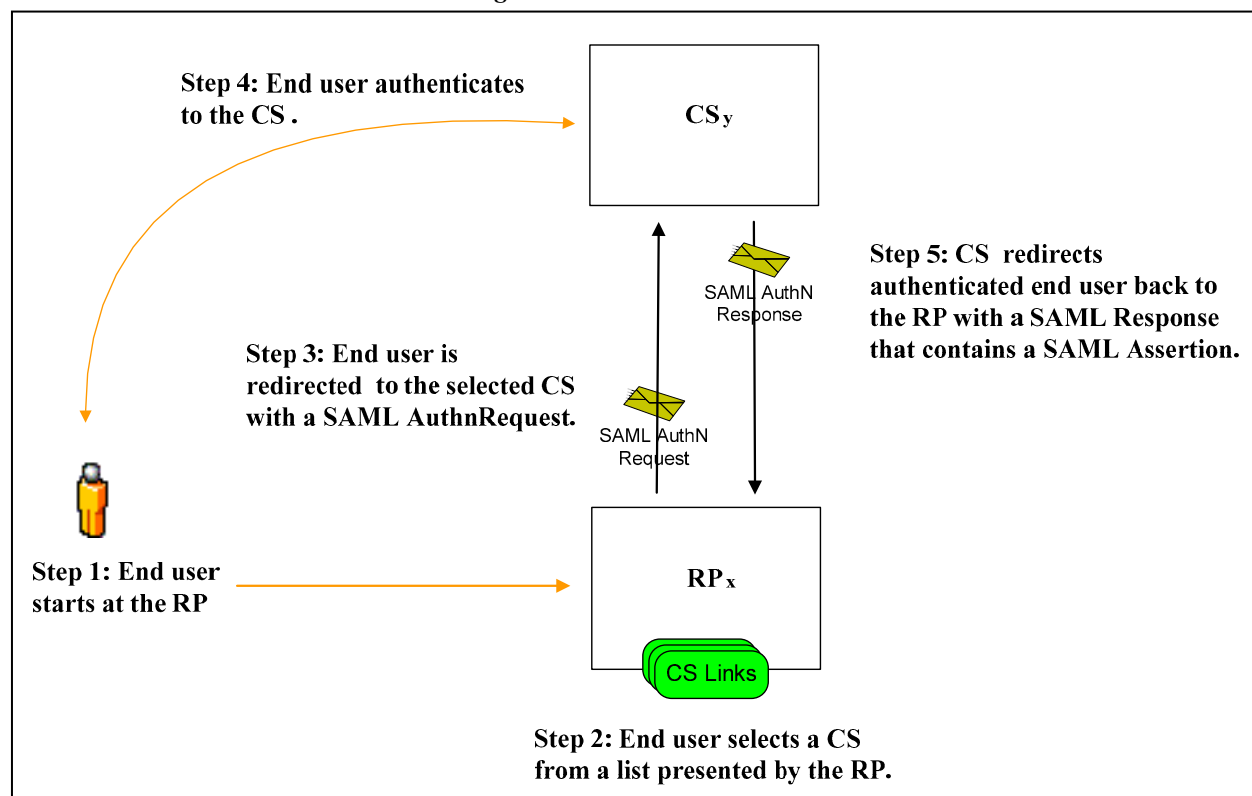 Step 4: End user authenticates
to the CS .
CS y
Step 5: CS redirects
authenticated end user back to
the RP with a SAML Response
that contains a SAML Assertion.
SAML AuthN
Response
Step 3: End user is
redirected to the selected CS
with a SAML AuthnRequest.
SAML AuthN
Request
Step 1: End user
starts at the RP
RP x
CS Links
Step 2: End user selects a CS
from a list presented by the RP.